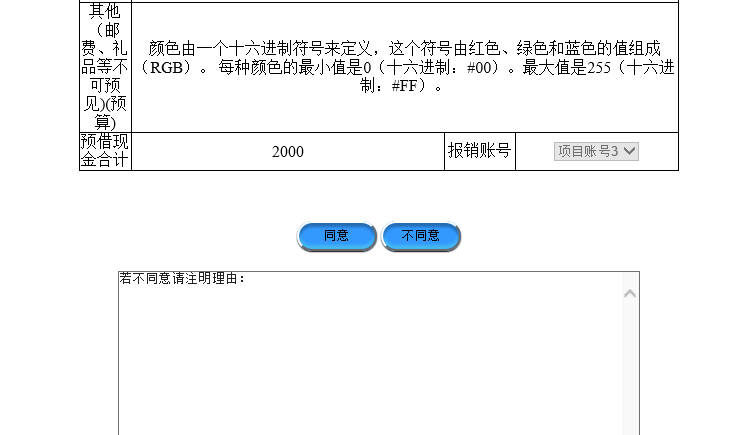 其他
（邮
费、礼
品等不
可预
见)(预
算)
颜色由一个十六进制符号来定义，这个符号由红色、绿色和蓝色的值组成
（RGB）。 每种颜色的最小值是0（十六进制：#00）。最大值是255（十六进
制：#FF）。
预借现
金合计
2000
报销账号
项目账号3
同意
不同意
若不同意请注明理由：